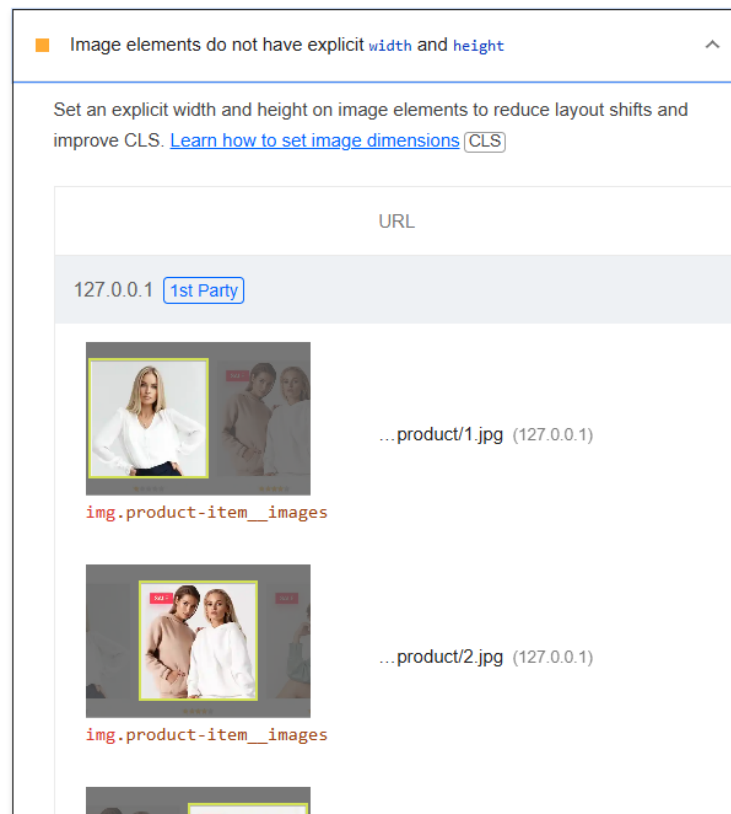 Image elements do not have explicit width and height
Set an explicit width and height on image elements to reduce layout shifts and
improve CLS. Learn how to set image dimensions CLS
URL
127.0.0.1 1st Party
…product/1.jpg (127.0.0.1)
img.product-item__images
SALE
…product/2.jpg (127.0.0.1)
img.product-item__images